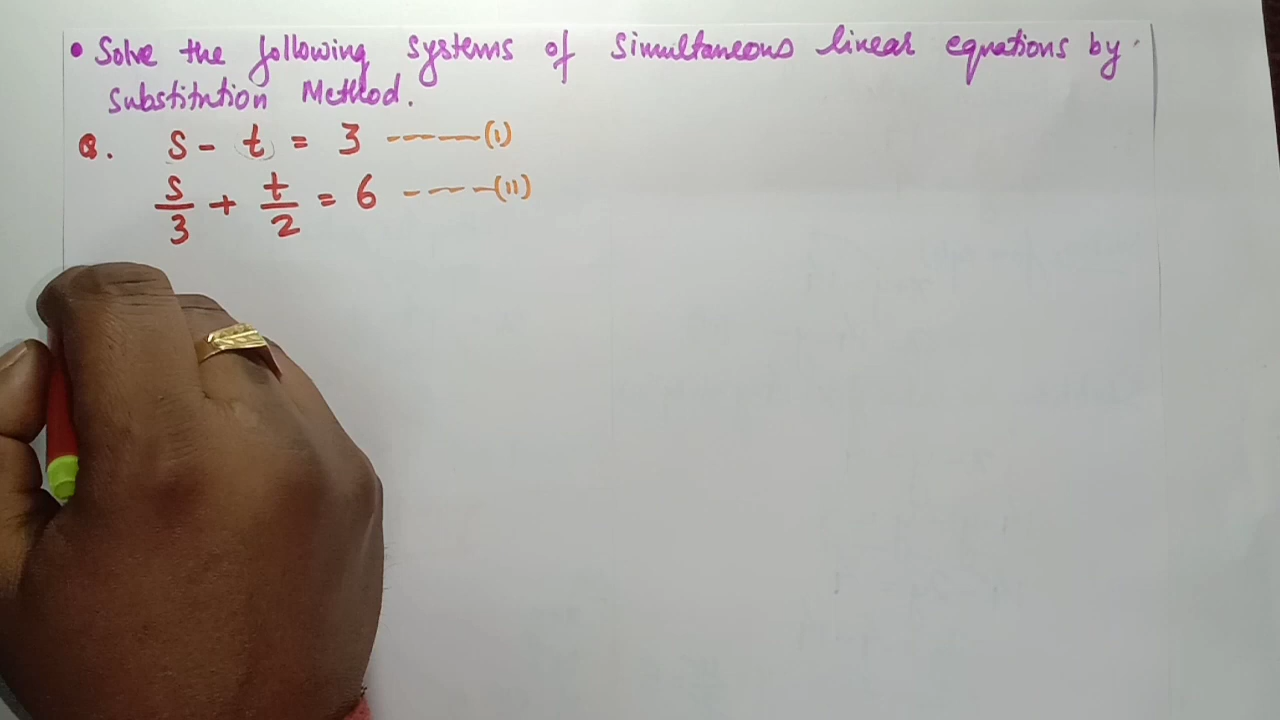 • Solve the following systems of simultaneous linear equations by
substitution Method.
Q. s - t = 3 ------(i)
s/3 + t/2 = 6 ----(ii)